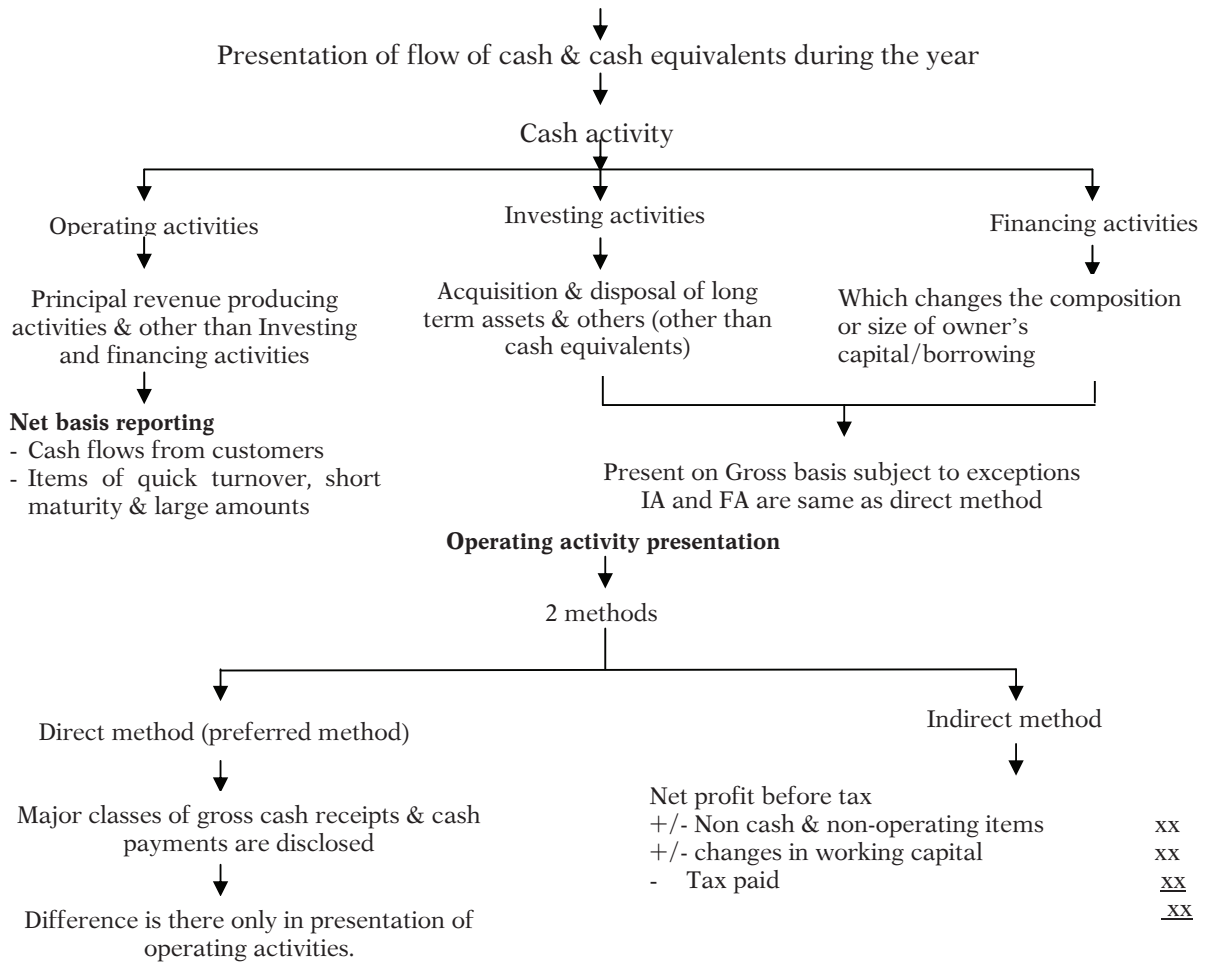 Presentation of flow of cash & cash equivalents during the year
Cash activity
Operating activities
Investing activities
Financing activities
Principal revenue producing
activities & other than Investing
and financing activities
Acquisition & disposal of long
term assets & others (other than
cash equivalents)
Which changes the composition
or size of owner's
capital/borrowing
Net basis reporting
- Cash flows from customers
- Items of quick turnover, short
maturity & large amounts
Present on Gross basis subject to exceptions
IA and FA are same as direct method
Operating activity presentation
2 methods
Direct method (preferred method)
Indirect method
Major classes of gross cash receipts & cash
payments are disclosed
Difference is there only in presentation of
operating activities.
Net profit before tax
+/- Non cash & non-operating items xx
+/- changes in working capital xx
- Tax paid xx
xx